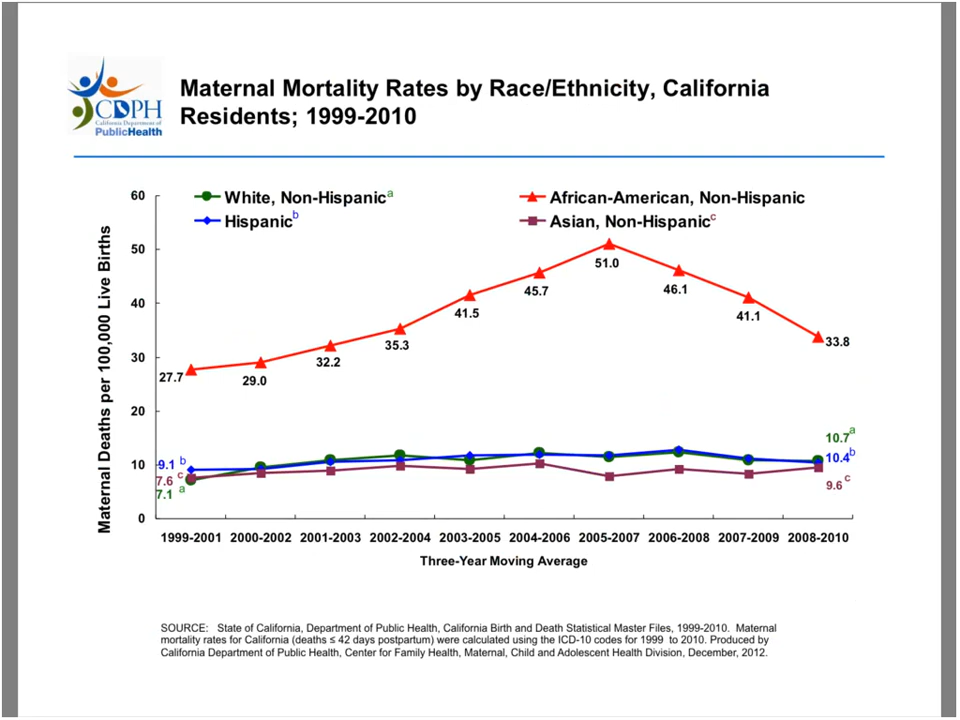 CDPH
California Department of
PublicHealth
Maternal Mortality Rates by Race/Ethnicity, California
Residents; 1999-2010
Maternal Deaths per 100,000 Live Births
60
50
40
30
20
10
0
White, Non-Hispanic a
African-American, Non-Hispanic
Hispanic b
Asian, Non-Hispanic c
27.7
29.0
32.2
35.3
41.5
45.7
51.0
46.1
41.1
33.8
9.1 b
7.6 c
7.1 a
10.7 a
10.4 b
9.6 c
1999-2001 2000-2002 2001-2003 2002-2004 2003-2005 2004-2006 2005-2007 2006-2008 2007-2009 2008-2010
Three-Year Moving Average
SOURCE: State of California, Department of Public Health, California Birth and Death Statistical Master Files, 1999-2010. Maternal
mortality rates for California (deaths ≤ 42 days postpartum) were calculated using the ICD-10 codes for 1999 to 2010. Produced by
California Department of Public Health, Center for Family Health, Maternal, Child and Adolescent Health Division, December, 2012.